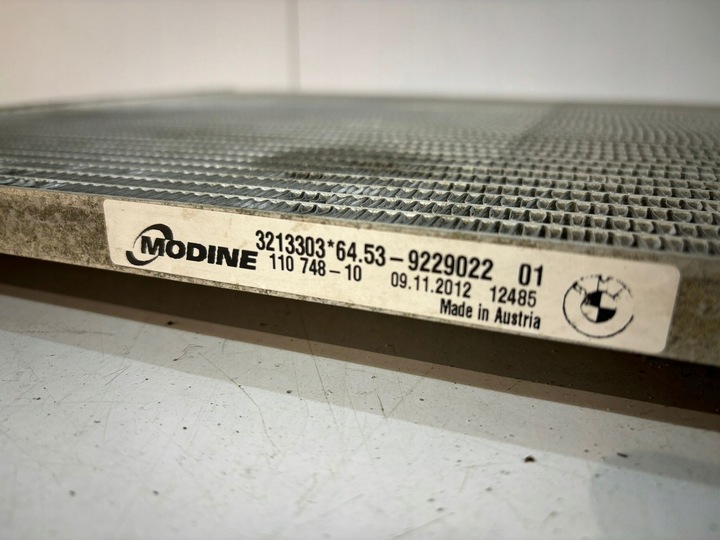 MODINE
3213303*64.53-9229022 01
110 748-10 09.11.2012 12485
Made in Austria